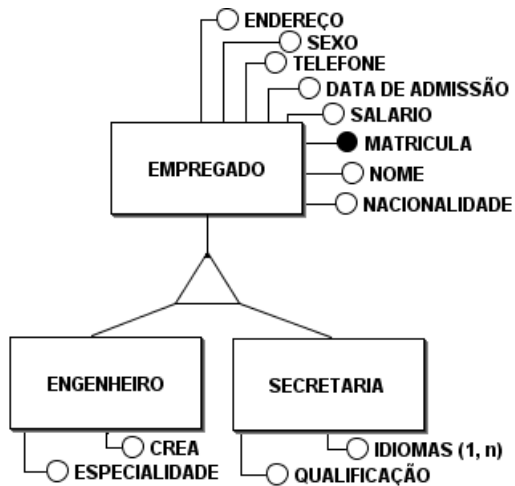 ENDEREÇO
SEXO
TELEFONE
DATA DE ADMISSÃO
SALARIO
MATRICULA
EMPREGADO
NOME
NACIONALIDADE
ENGENHEIRO
SECRETARIA
CREA
IDIOMAS (1, n)
ESPECIALIDADE
QUALIFICAÇÃO